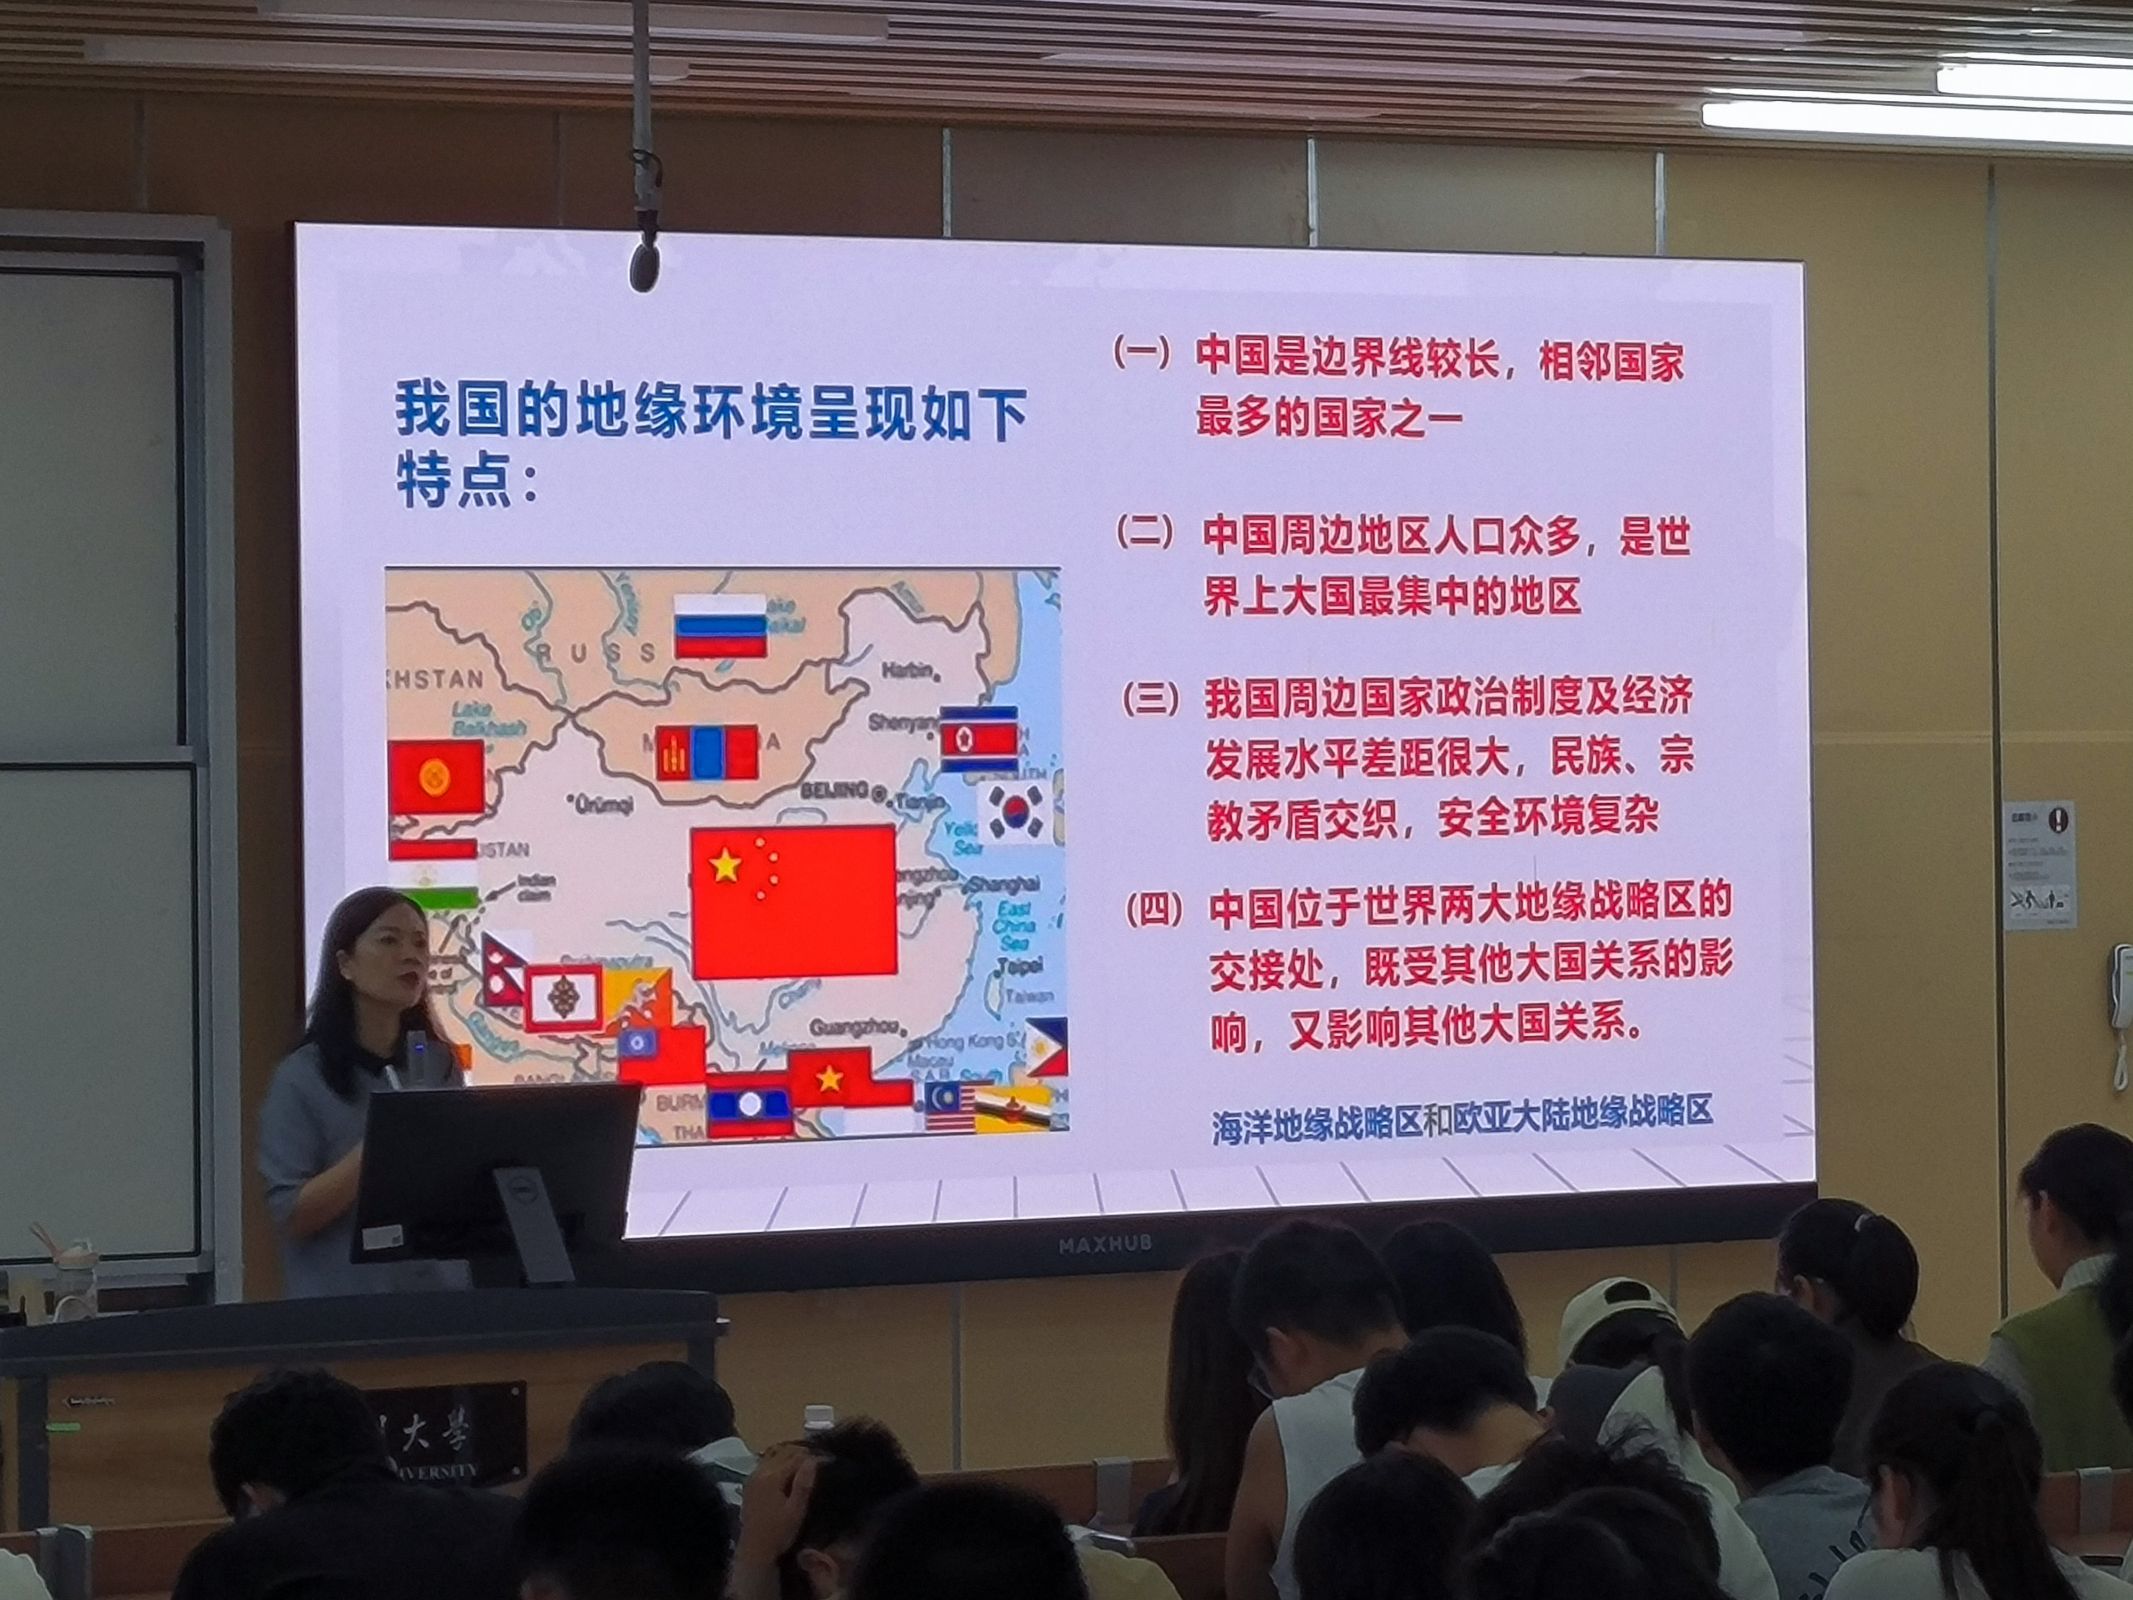 我国的地缘环境呈现如下
特点：
（一）中国是边界线较长，相邻国家
最多的国家之一
（二）中国周边地区人口众多，是世
界上大国最集中的地区
（三）我国周边国家政治制度及经济
发展水平差距很大，民族、宗
教矛盾交织，安全环境复杂
（四）中国位于世界两大地缘战略区的
交接处，既受其他大国关系的影
响，又影响其他大国关系。
海洋地缘战略区和欧亚大陆地缘战略区
RUSS
Harbin
KHSTAN
Lake
Balkhash
Shenyang
BEIJING
Tianjin
Ürümqi
Sea
ISTAN
Indian
claim
Shanghai
East
China
Sea
Taipei
Taiwan
Guangzhou
Hong Kong S.
Macau
S.A.R.
South
BURM
THA
MAXHUB
DELL
大學
IVERSITY